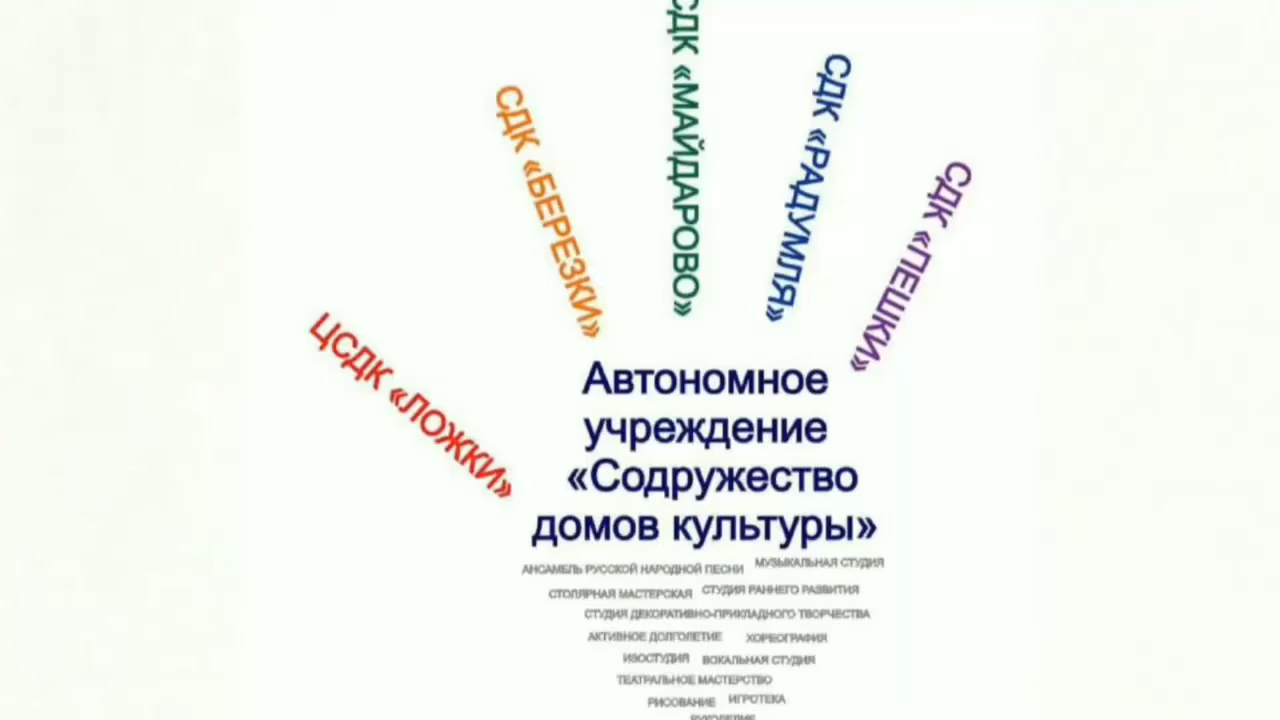 ЦСДК «ЛОЖКИ»
СДК «БЕРЕЗКИ»
СДК «МАЙДАРОВО»
СДК «РАДУМЛЯ»
СДК «ПЕШКИ»
Автономное
учреждение
«Содружество
домов культуры»
АНСАМБЛЬ РУССКОЙ НАРОДНОЙ ПЕСНИ МУЗЫКАЛЬНАЯ СТУДИЯ
СТОЛЯРНАЯ МАСТЕРСКАЯ СТУДИЯ РАННЕГО РАЗВИТИЯ
СТУДИЯ ДЕКОРАТИВНО-ПРИКЛАДНОГО ТВОРЧЕСТВА
АКТИВНОЕ ДОЛГОЛЕТИЕ ХОРЕОГРАФИЯ
ИЗОСТУДИЯ ВОКАЛЬНАЯ СТУДИЯ
ТЕАТРАЛЬНОЕ МАСТЕРСТВО
РИСОВАНИЕ ИГРОТЕКА
РУКОДЕЛИЕ